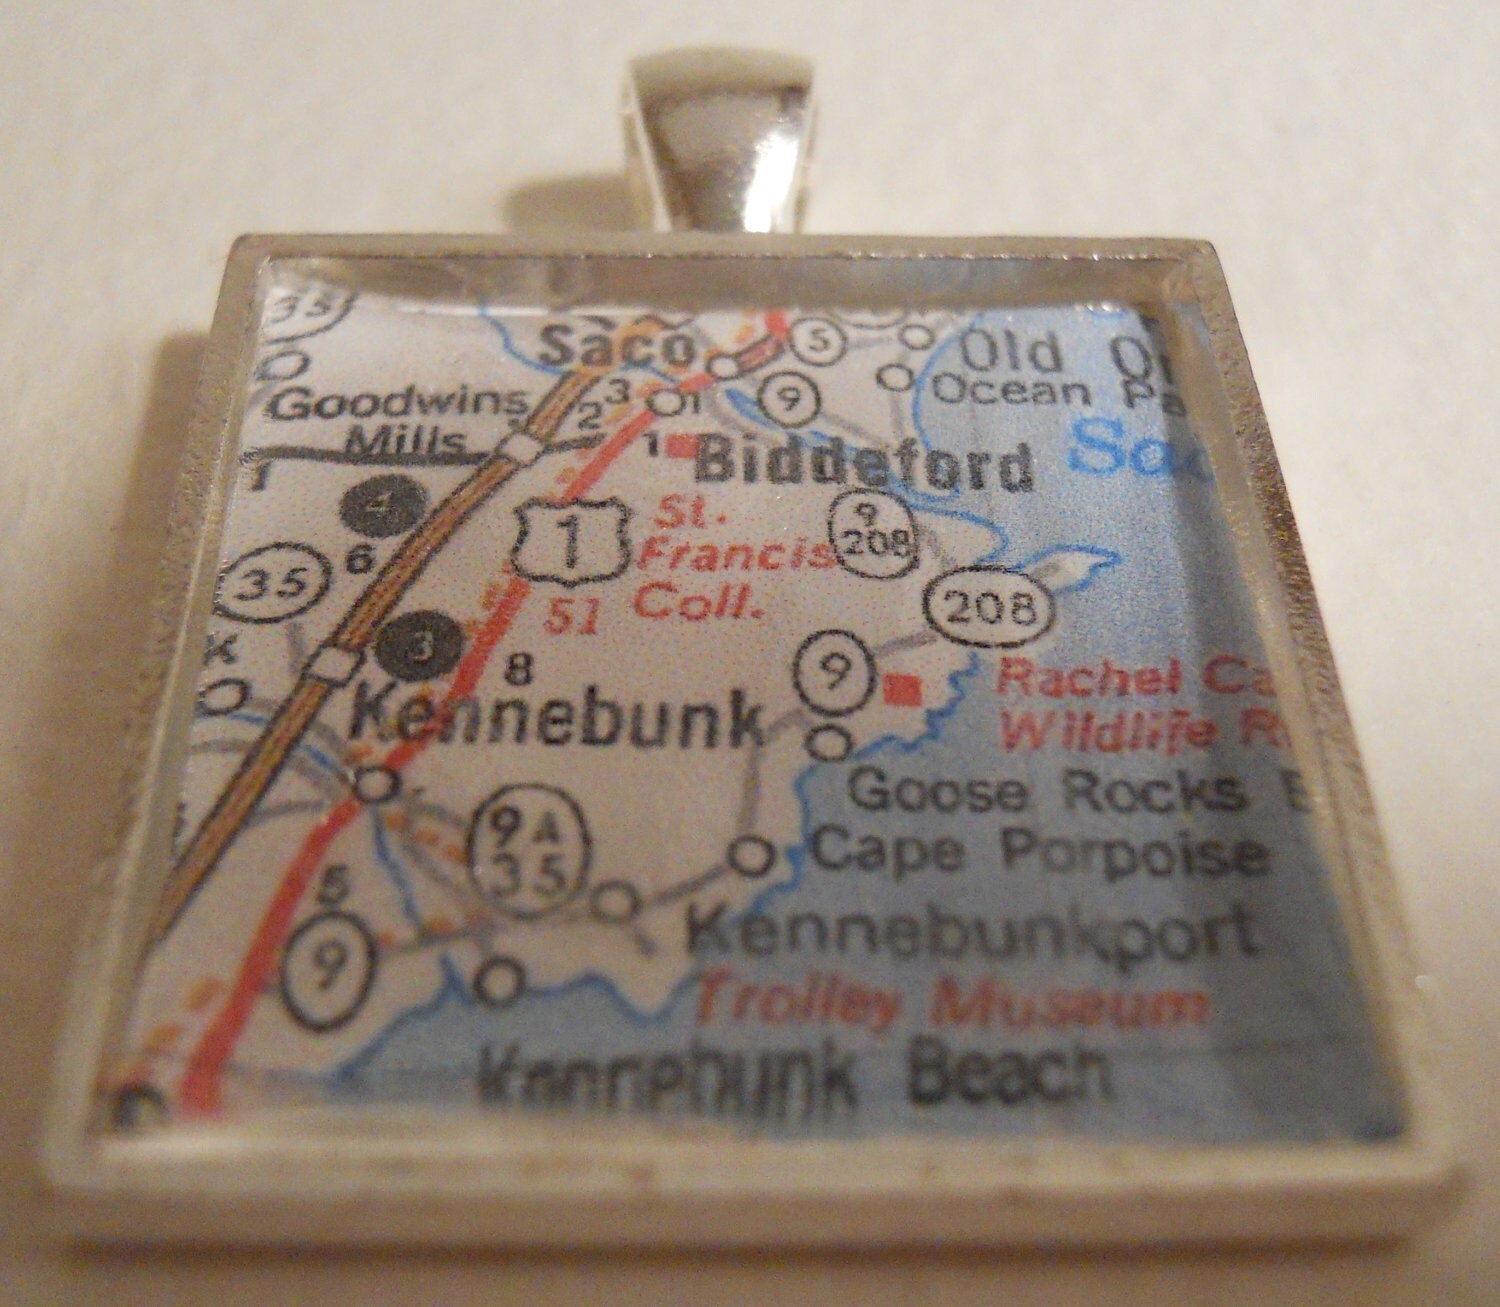 35
Saco
5
Old
Ocean
3
2
1
9
Goodwins
Mills
1
Biddeford
1
4
9
208
St.
Francis
Coll.
1
6
35
208
51
3
8
9
Rachel
Wildlife
Kennebunk
Goose Rocks
9A
35
Cape Porpoise
5
Kennebunkport
9
Trolley Museum
Kennebunk Beach